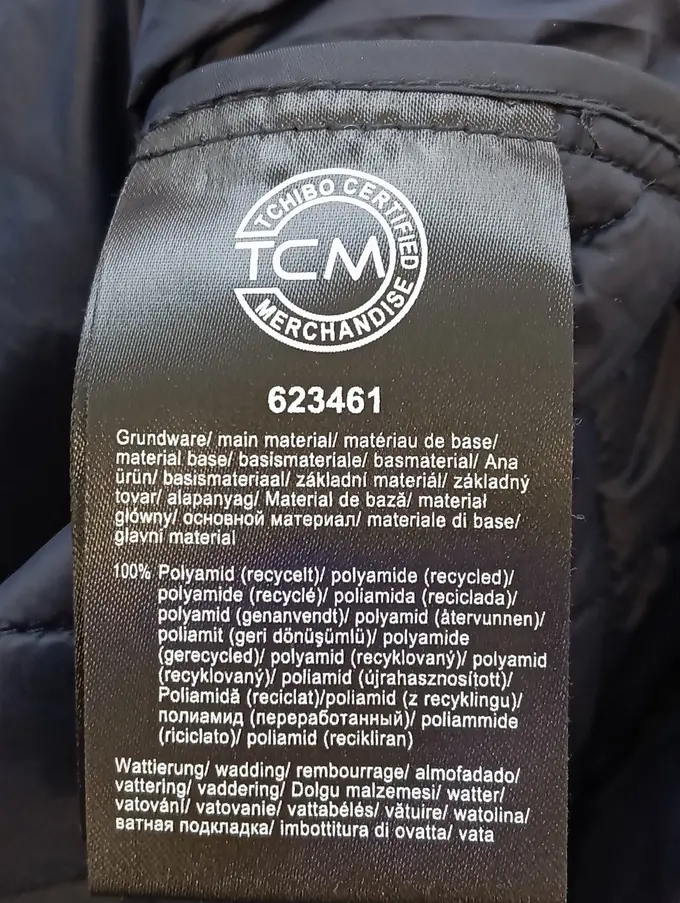 TCHIBO CERTIFIED
TCM
MERCHANDISE
623461
Grundware/ main material/ matériau de base/
material base/ basismateriale/ basmaterial/ Ana
ürün/ basismateriaal/ základní materiál/ základný
tovar/ alapanyag/ Material de bază/ materiał
główny/ основной материал/ materiale di base/
glavni material
100% Polyamid (recycelt)/ polyamide (recycled)/
polyamide (recyclé)/ poliamida (reciclada)/
polyamid (genanvendt)/ polyamid (återvunnen)/
poliamit (geri dönüşümlü)/ polyamide
(gerecycled)/ polyamid (recyklovaný)/ polyamid
(recyklovaný)/ poliamid (újrahasznosított)/
Poliamidă (reciclat)/poliamid (z recyklingu)/
полиамид (переработанный)/ poliammide
(riciclato)/ poliamid (recikliran)
Wattierung/ wadding/ rembourrage/ almofadado/
vattering/ vaddering/ Dolgu malzemesi/ watter/
vatování/ vatovanie/ vattabélés/ vătuire/ watolina/
ватная подкладка/ imbottitura di ovatta/ vata